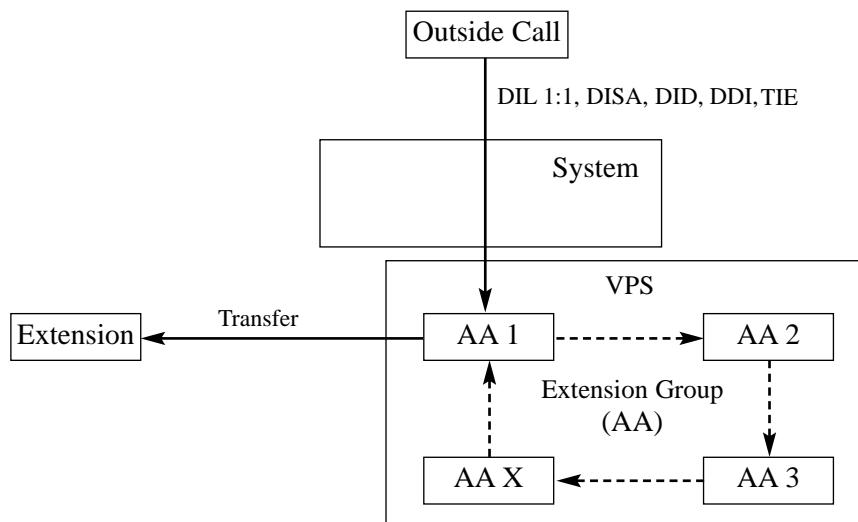 Outside Call
DIL 1:1, DISA, DID, DDI, TIE
System
VPS
Extension
Transfer
AA 1
AA 2
Extension Group
(AA)
AA X
AA 3